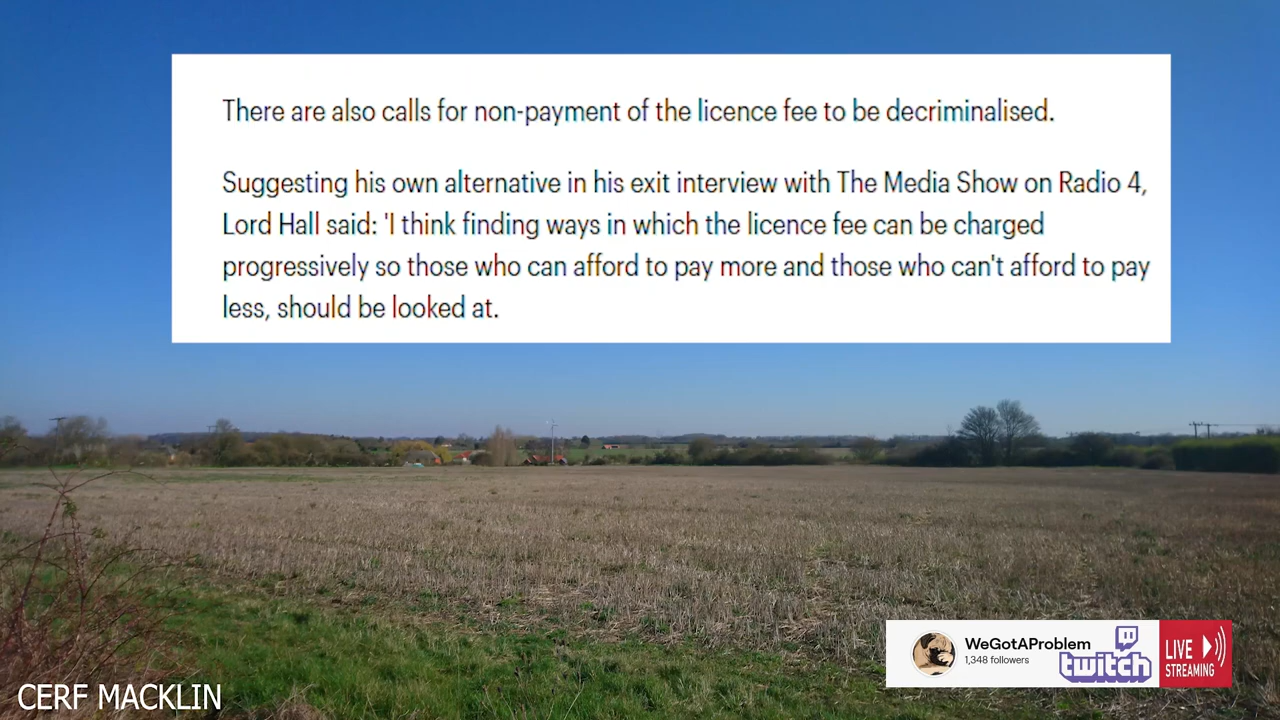 There are also calls for non-payment of the licence fee to be decriminalised.
Suggesting his own alternative in his exit interview with The Media Show on Radio 4,
Lord Hall said: 'I think finding ways in which the licence fee can be charged
progressively so those who can afford to pay more and those who can't afford to pay
less, should be looked at.
WeGotAProblem
1,348 followers
twitch
LIVE
STREAMING
CERF MACKLIN